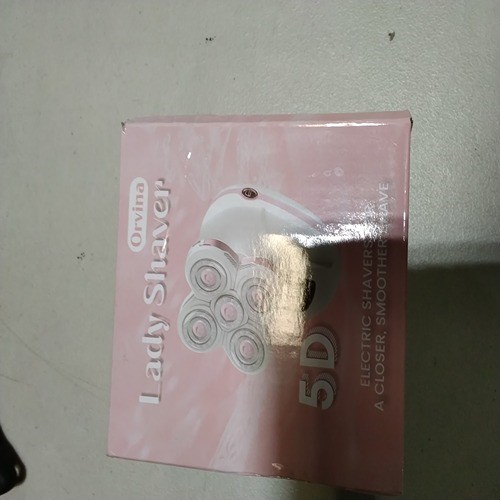 Orvina
Lady Shaver
5D
ELECTRIC SHAVERS
A CLOSER, SMOOTHER SHAVE